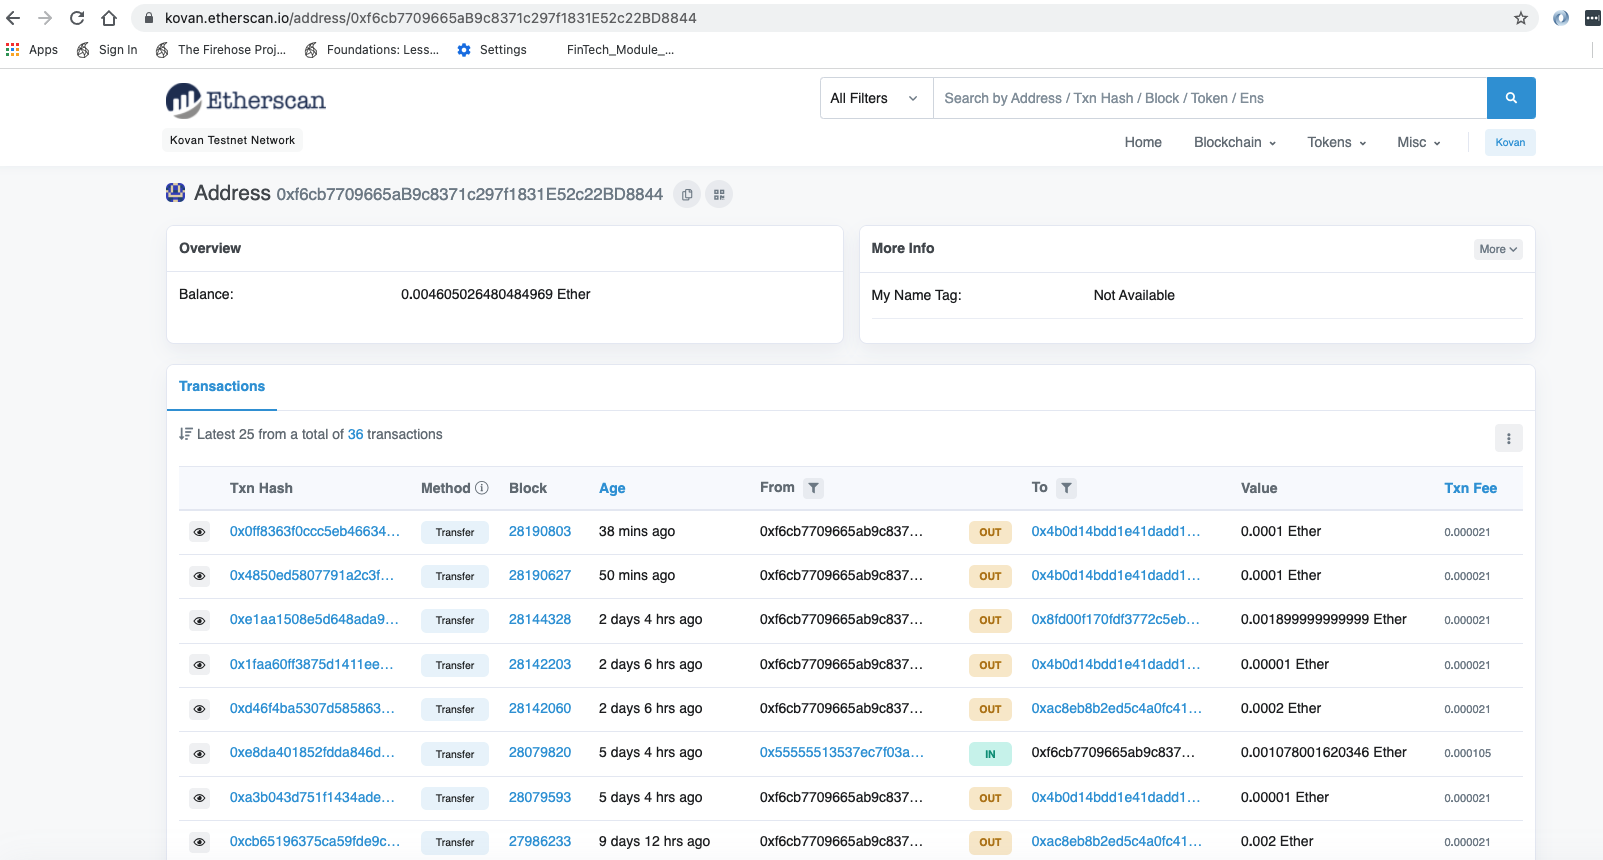 kovan.etherscan.io/address/0xf6cb7709665aB9c8371c297f1831E52c22BD8844
Apps Sign In The Firehose Proj... Foundations: Less... Settings FinTech_Module_...
Etherscan
All Filters Search by Address / Txn Hash / Block / Token / Ens
Kovan Testnet Network
Home Blockchain Tokens Misc Kovan
Address 0xf6cb7709665aB9c8371c297f1831E52c22BD8844
Overview
Balance: 0.004605026480484969 Ether
More Info More
My Name Tag: Not Available
Transactions
Latest 25 from a total of 36 transactions
Txn Hash Method Block Age From To Value Txn Fee
0x0ff8363f0ccc5eb46634... Transfer 28190803 38 mins ago 0xf6cb7709665ab9c837... OUT 0x4b0d14bdd1e41dadd1... 0.0001 Ether 0.000021
0x4850ed5807791a2c3f... Transfer 28190627 50 mins ago 0xf6cb7709665ab9c837... OUT 0x4b0d14bdd1e41dadd1... 0.0001 Ether 0.000021
0xe1aa1508e5d648ada9... Transfer 28144328 2 days 4 hrs ago 0xf6cb7709665ab9c837... OUT 0x8fd00f170fdf3772c5eb... 0.001899999999999 Ether 0.000021
0x1faa60ff3875d1411ee... Transfer 28142203 2 days 6 hrs ago 0xf6cb7709665ab9c837... OUT 0x4b0d14bdd1e41dadd1... 0.00001 Ether 0.000021
0xd46f4ba5307d585863... Transfer 28142060 2 days 6 hrs ago 0xf6cb7709665ab9c837... OUT 0xac8eb8b2ed5c4a0fc41... 0.0002 Ether 0.000021
0xe8da401852fdda846d... Transfer 28079820 5 days 4 hrs ago 0x55555513537ec7f03a... IN 0xf6cb7709665ab9c837... 0.001078001620346 Ether 0.000105
0xa3b043d751f1434ade... Transfer 28079593 5 days 4 hrs ago 0xf6cb7709665ab9c837... OUT 0x4b0d14bdd1e41dadd1... 0.00001 Ether 0.000021
0xcb65196375ca59fde9c... Transfer 27986233 9 days 12 hrs ago 0xf6cb7709665ab9c837... OUT 0xac8eb8b2ed5c4a0fc41... 0.002 Ether 0.000021